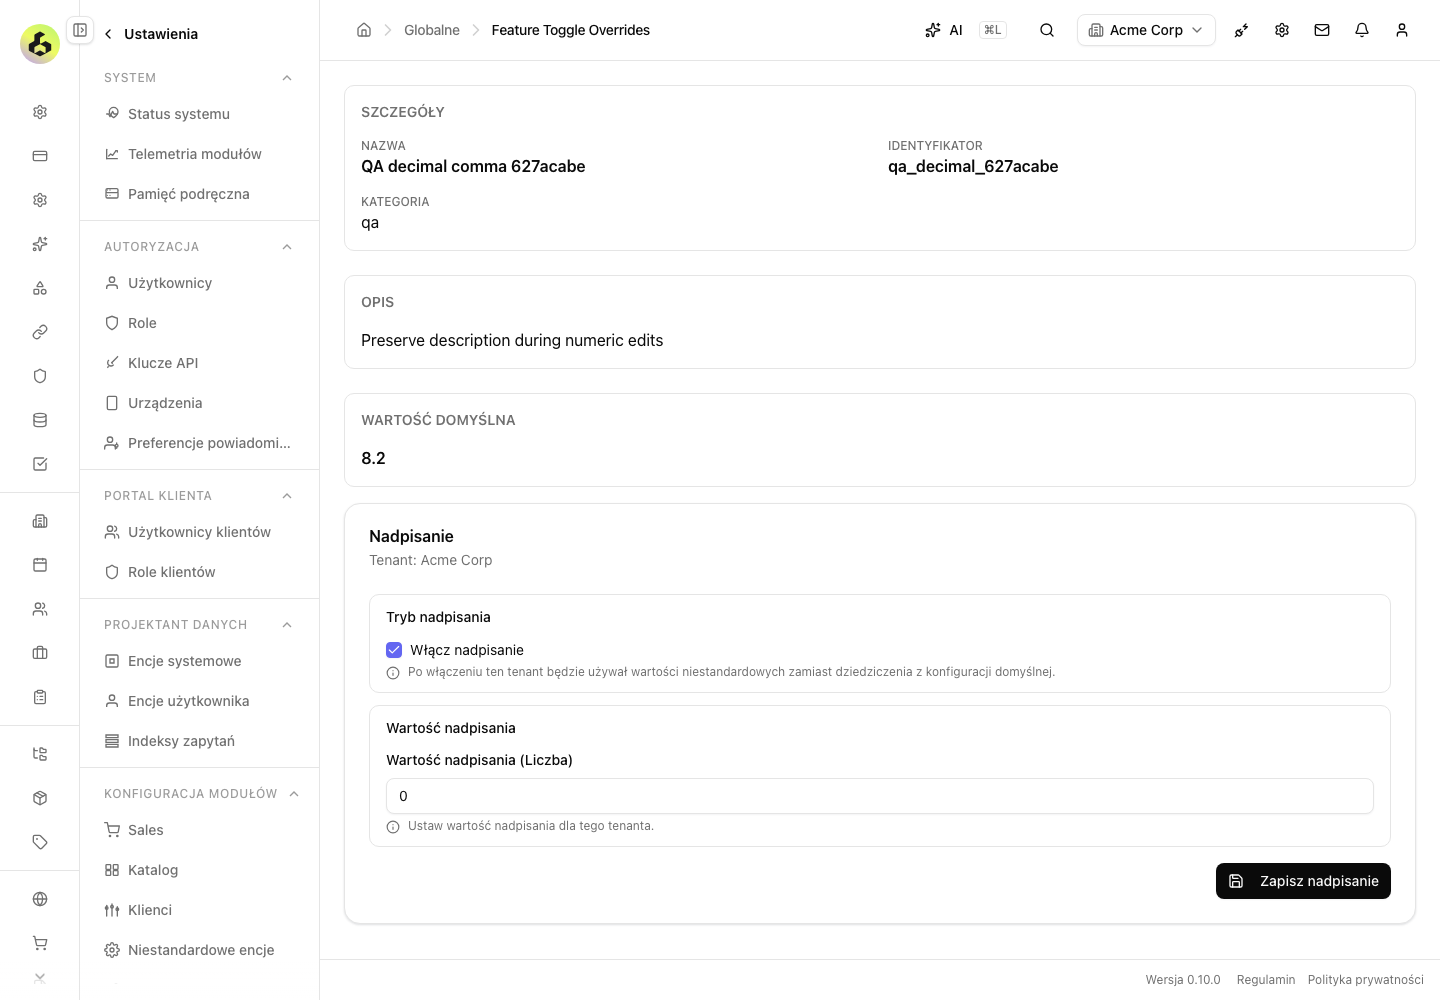 Ustawienia
Globalne
Feature Toggle Overrides
AI
⌘L
Acme Corp
SYSTEM
Status systemu
Telemetria modułów
Pamięć podręczna
AUTORYZACJA
Użytkownicy
Role
Klucze API
Urządzenia
Preferencje powiadomi...
PORTAL KLIENTA
Użytkownicy klientów
Role klientów
PROJEKTANT DANYCH
Encje systemowe
Encje użytkownika
Indeksy zapytań
KONFIGURACJA MODUŁÓW
Sales
Katalog
Klienci
Niestandardowe encje
SZCZEGÓŁY
NAZWA
QA decimal comma 627acabe
IDENTYFIKATOR
qa_decimal_627acabe
KATEGORIA
qa
OPIS
Preserve description during numeric edits
WARTOŚĆ DOMYŚLNA
8.2
Nadpisanie
Tenant: Acme Corp
Tryb nadpisania
Włącz nadpisanie
Po włączeniu ten tenant będzie używał wartości niestandardowych zamiast dziedziczenia z konfiguracji domyślnej.
Wartość nadpisania
Wartość nadpisania (Liczba)
0
Ustaw wartość nadpisania dla tego tenanta.
Zapisz nadpisanie
Wersja 0.10.0
Regulamin
Polityka prywatności